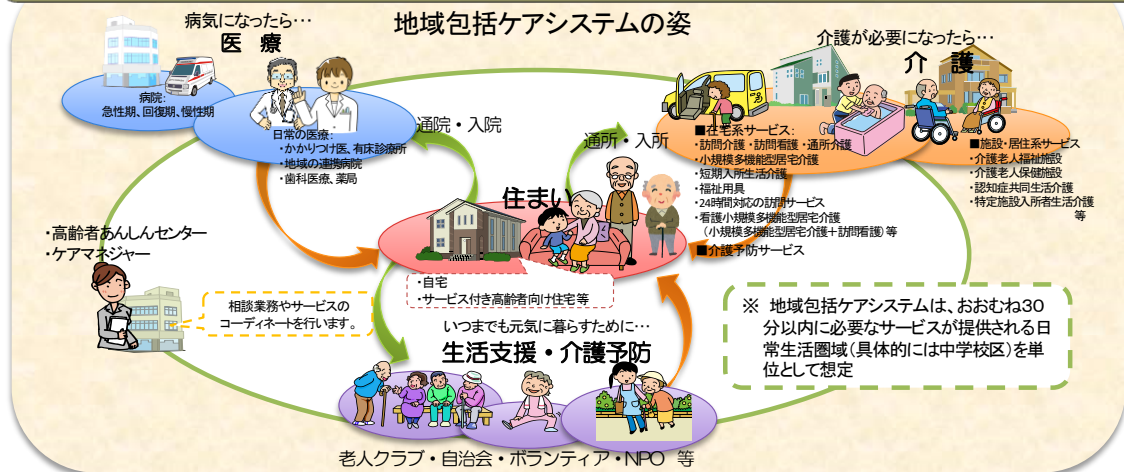 地域包括ケアシステムの姿
病気になったら…
医 療
病院:
急性期、回復期、慢性期
日常の医療:
・かかりつけ医、有床診療所
・地域の連携病院
・歯科医療、薬局
通院・入院
介護が必要になったら…
介 護
通所・入所
■在宅系サービス:
・訪問介護・訪問看護・通所介護
・小規模多機能型居宅介護
・短期入所生活介護
・福祉用具
・24時間対応の訪問サービス
・看護小規模多機能型居宅介護
(小規模多機能型居宅介護+訪問看護)等
■介護予防サービス
■施設・居住系サービス
・介護老人福祉施設
・介護老人保健施設
・認知症共同生活介護
・特定施設入所者生活介護
等
住まい
・自宅
・サービス付き高齢者向け住宅等
・高齢者あんしんセンター
・ケアマネジャー
相談業務やサービスの
コーディネートを行います。
いつまでも元気に暮らすために…
生活支援・介護予防
老人クラブ・自治会・ボランティア・NPO 等
※ 地域包括ケアシステムは、おおむね30
分以内に必要なサービスが提供される日
常生活圏域(具体的には中学校区)を単
位として想定